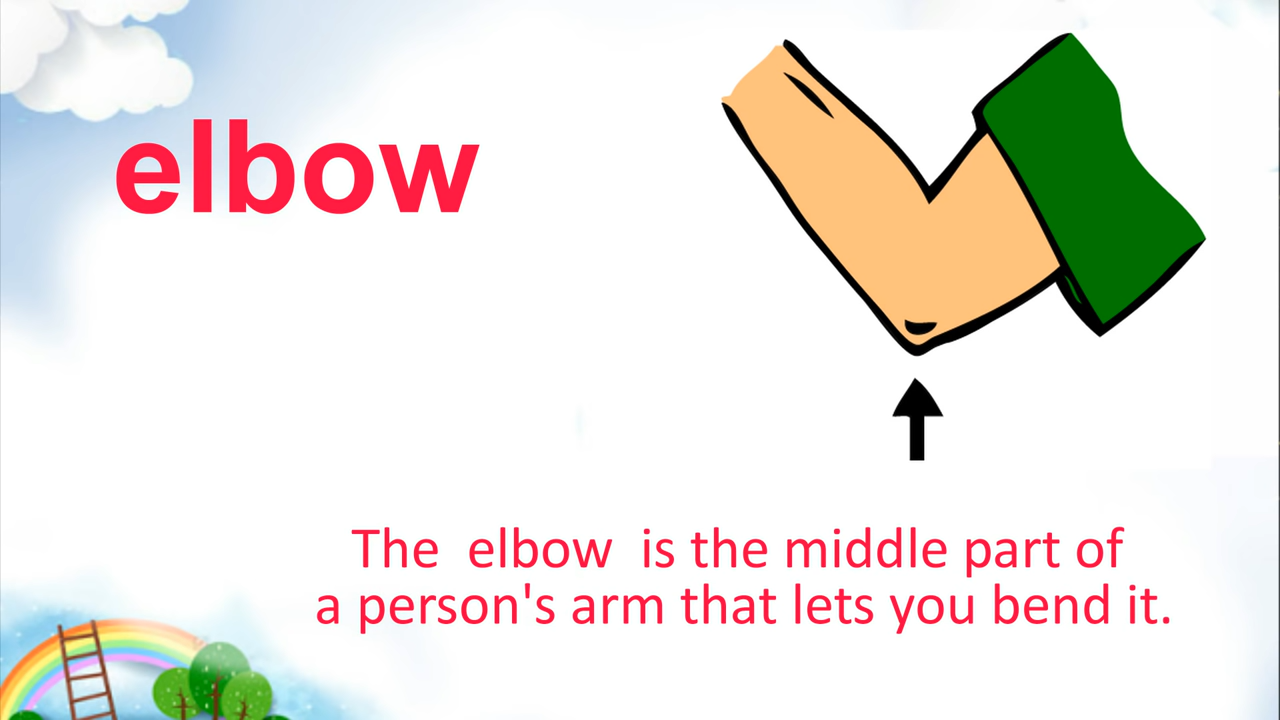 elbow
The elbow is the middle part of
a person's arm that lets you bend it.